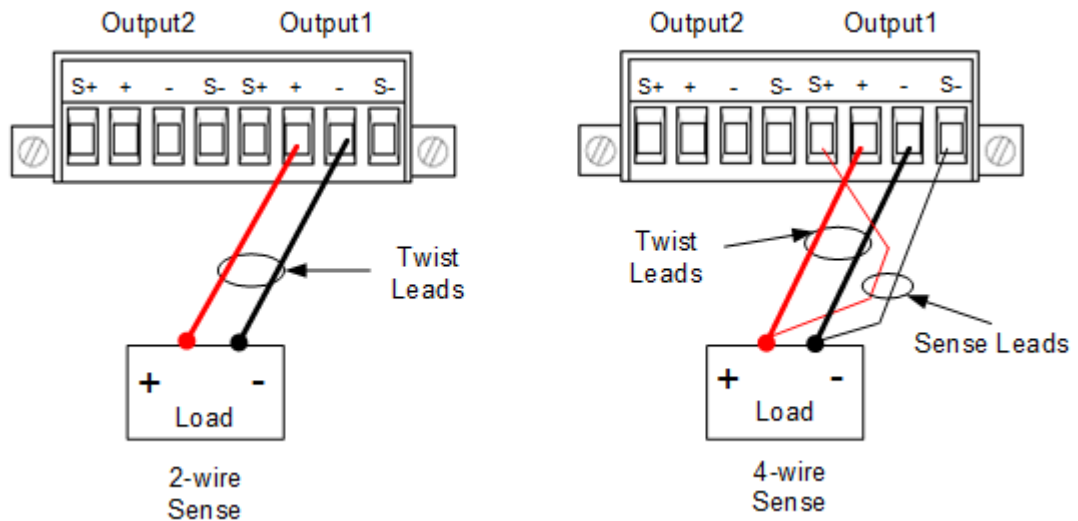 Output2 Output1
S+ + - S- S+ + - S-
Twist
Leads
+ -
Load
2-wire
Sense
Output2 Output1
S+ + - S- S+ + - S-
Twist
Leads
Sense Leads
+ -
Load
4-wire
Sense